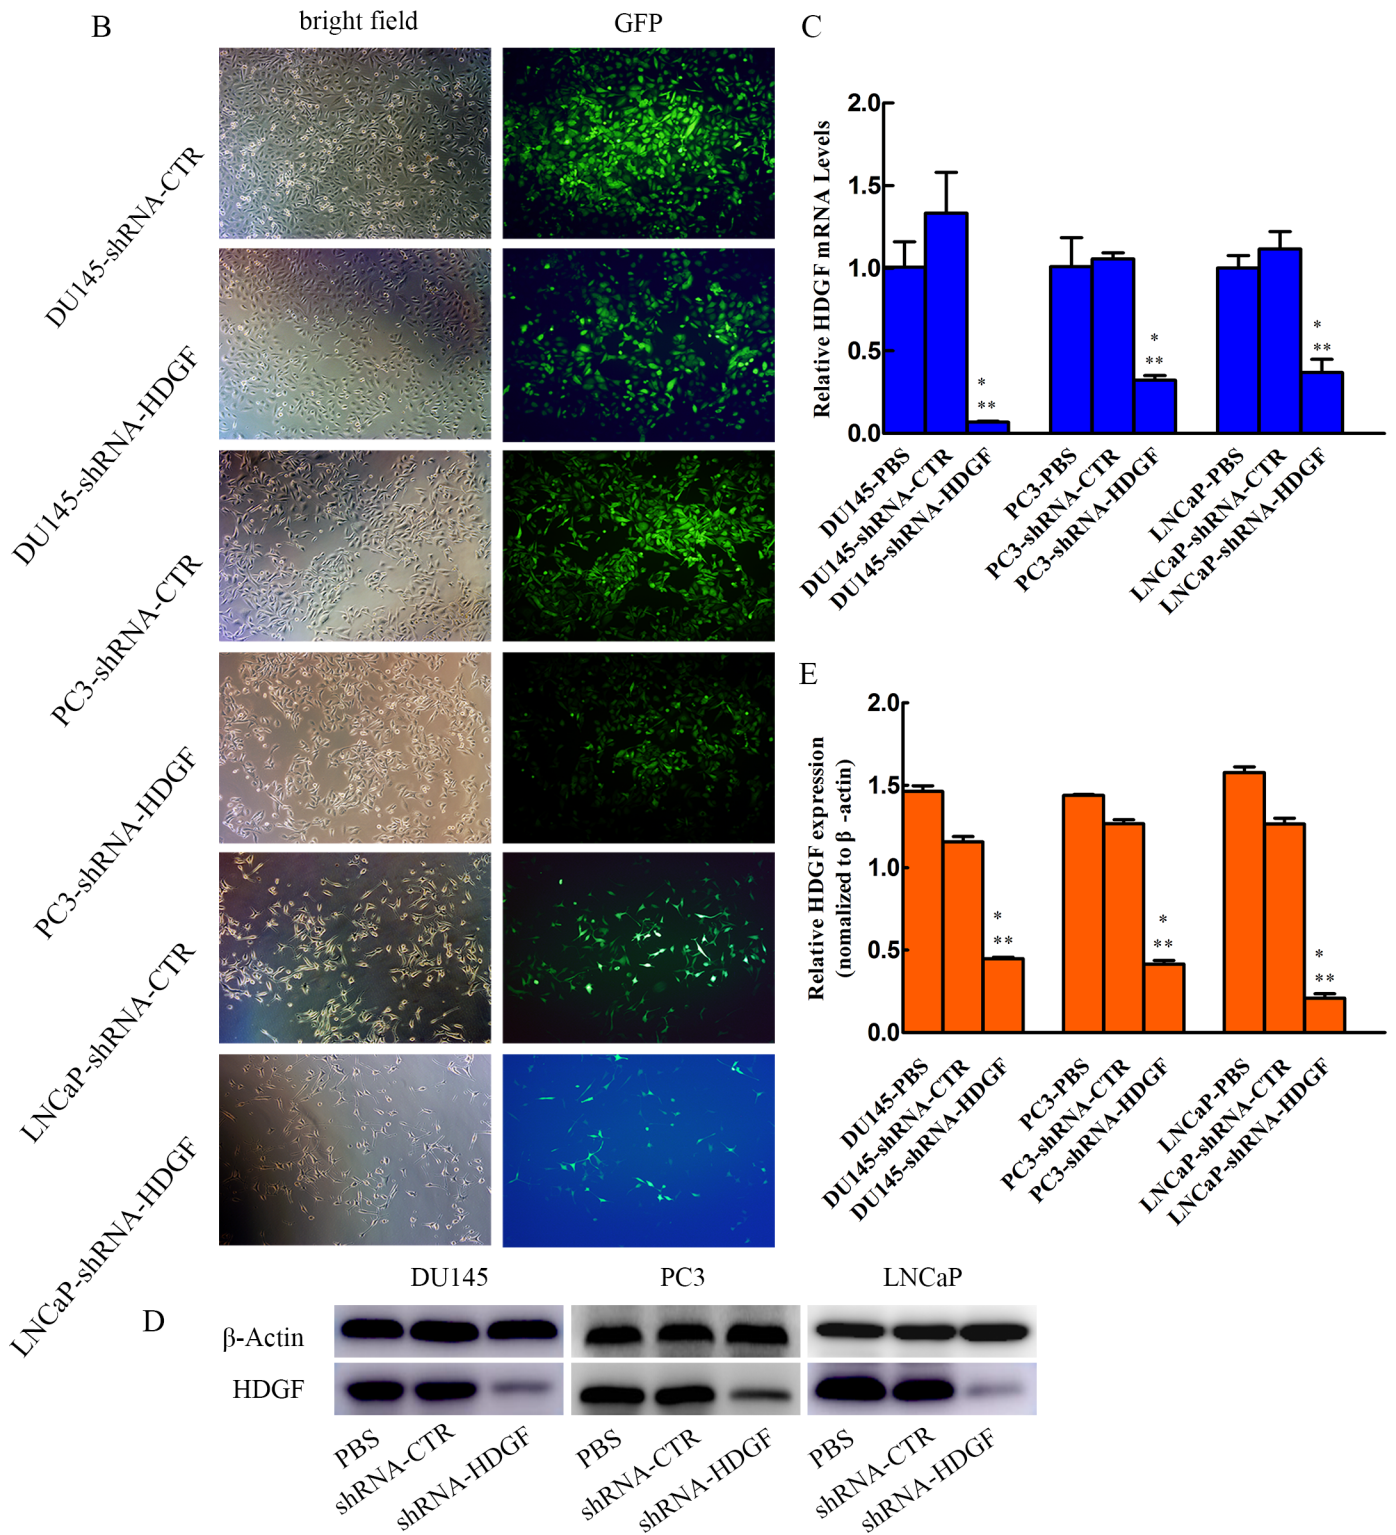 B
bright field
GFP
DU145-shRNA-CTR
DU145-shRNA-HDGF
PC3-shRNA-CTR
PC3-shRNA-HDGF
LNCaP-shRNA-CTR
LNCaP-shRNA-HDGF
C
Relative HDGF mRNA Levels
2.0
1.5
1.0
0.5
0.0
*
**
*
**
*
**
DU145-PBS
DU145-shRNA-CTR
DU145-shRNA-HDGF
PC3-PBS
PC3-shRNA-CTR
PC3-shRNA-HDGF
LNCaP-PBS
LNCaP-shRNA-CTR
LNCaP-shRNA-HDGF
E
Relative HDGF expression
(nomalized to β -actin)
2.0
1.5
1.0
0.5
0.0
*
**
*
**
*
**
DU145-PBS
DU145-shRNA-CTR
DU145-shRNA-HDGF
PC3-PBS
PC3-shRNA-CTR
PC3-shRNA-HDGF
LNCaP-PBS
LNCaP-shRNA-CTR
LNCaP-shRNA-HDGF
D
DU145
PC3
LNCaP
β-Actin
HDGF
PBS
shRNA-CTR
shRNA-HDGF
PBS
shRNA-CTR
shRNA-HDGF
PBS
shRNA-CTR
shRNA-HDGF